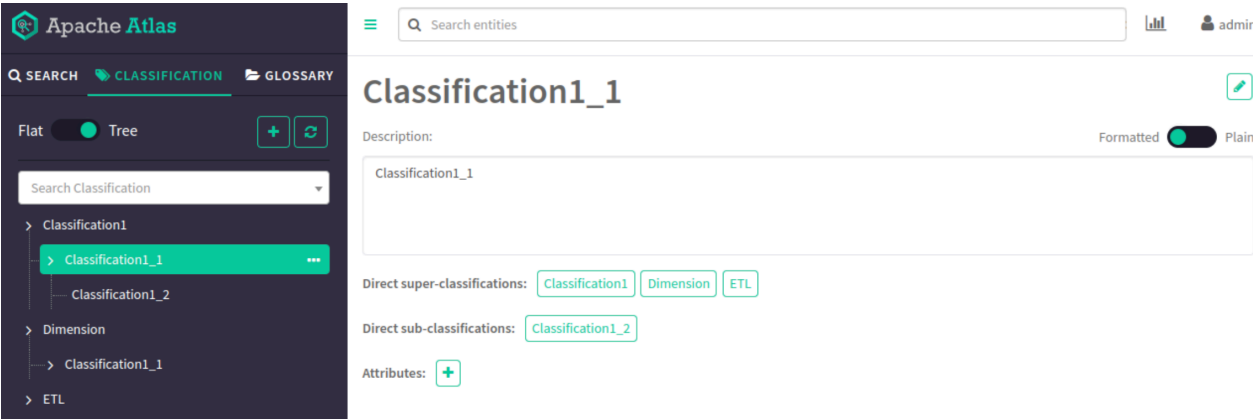 Apache Atlas
SEARCH CLASSIFICATION GLOSSARY
Flat Tree
Search Classification
Classification1
Classification1_1
Classification1_2
Dimension
Classification1_1
ETL
Search entities
admin
Classification1_1
Description:
Formatted Plain
Classification1_1
Direct super-classifications: Classification1 Dimension ETL
Direct sub-classifications: Classification1_2
Attributes: